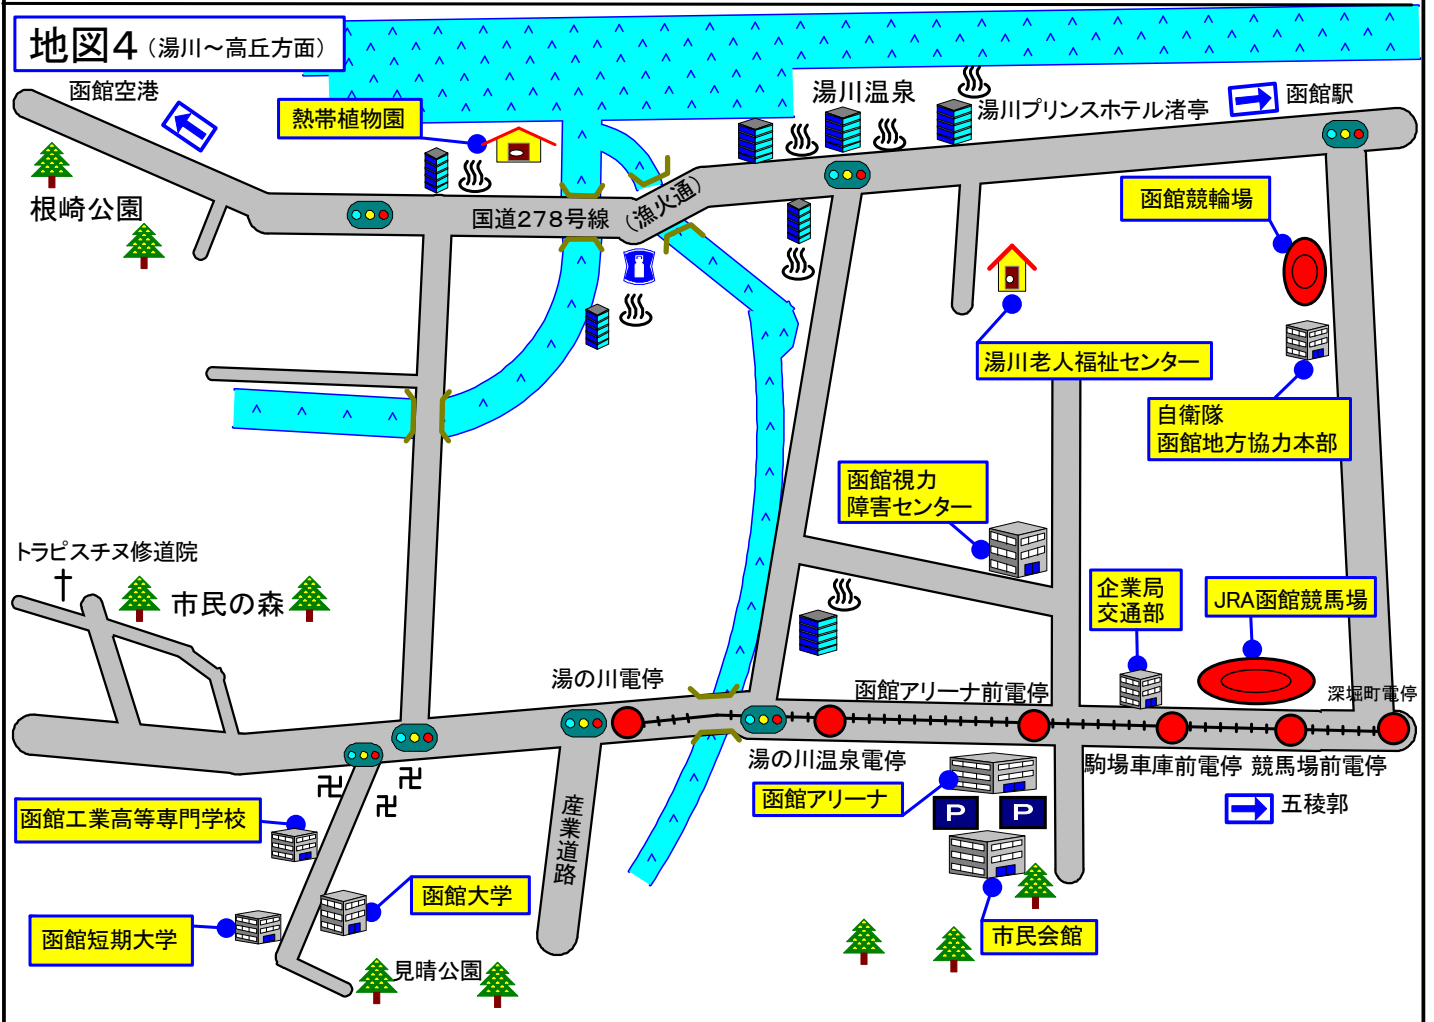 地図4（湯川～高丘方面）
函館空港
熱帯植物園
湯川温泉
湯川プリンスホテル渚亭
函館駅
根崎公園
国道278号線（漁火通）
函館競輪場
湯川老人福祉センター
自衛隊
函館地方協力本部
函館視力
障害センター
トラピスチヌ修道院
市民の森
企業局
交通部
JRA函館競馬場
湯の川電停
函館アリーナ前電停
深堀町電停
湯の川温泉電停
駒場車庫前電停
競馬場前電停
函館アリーナ
P
P
五稜郭
函館工業高等専門学校
産業道路
函館大学
函館短期大学
市民会館
見晴公園